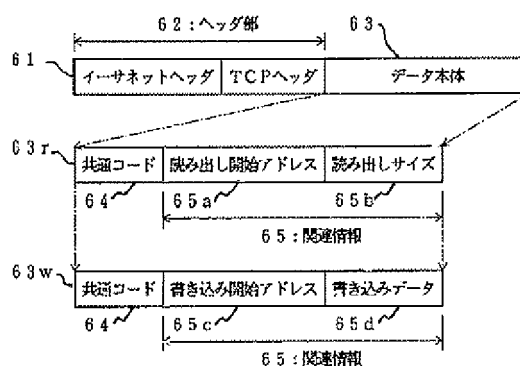 62:ヘッダ部
63
61
イーサネットヘッダ TCPヘッダ データ本体
63r
共通コード 読み出し開始アドレス 読み出しサイズ
64 65a 65b
65:関連情報
63w
共通コード 書き込み開始アドレス 書き込みデータ
64 65c 65d
65:関連情報